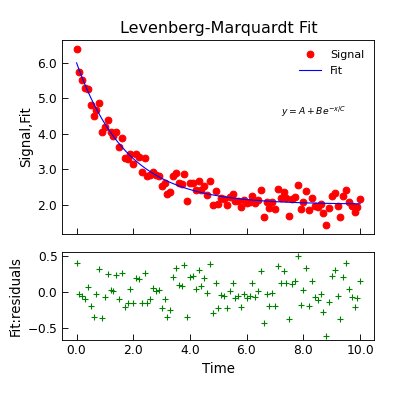 Levenberg-Marquardt Fit
Signal,Fit
6.0
5.0
4.0
3.0
2.0
Signal
Fit
y = A + Be^{-x/C}
Fit:residuals
0.5
0.0
−0.5
0.0 2.0 4.0 6.0 8.0 10.0
Time